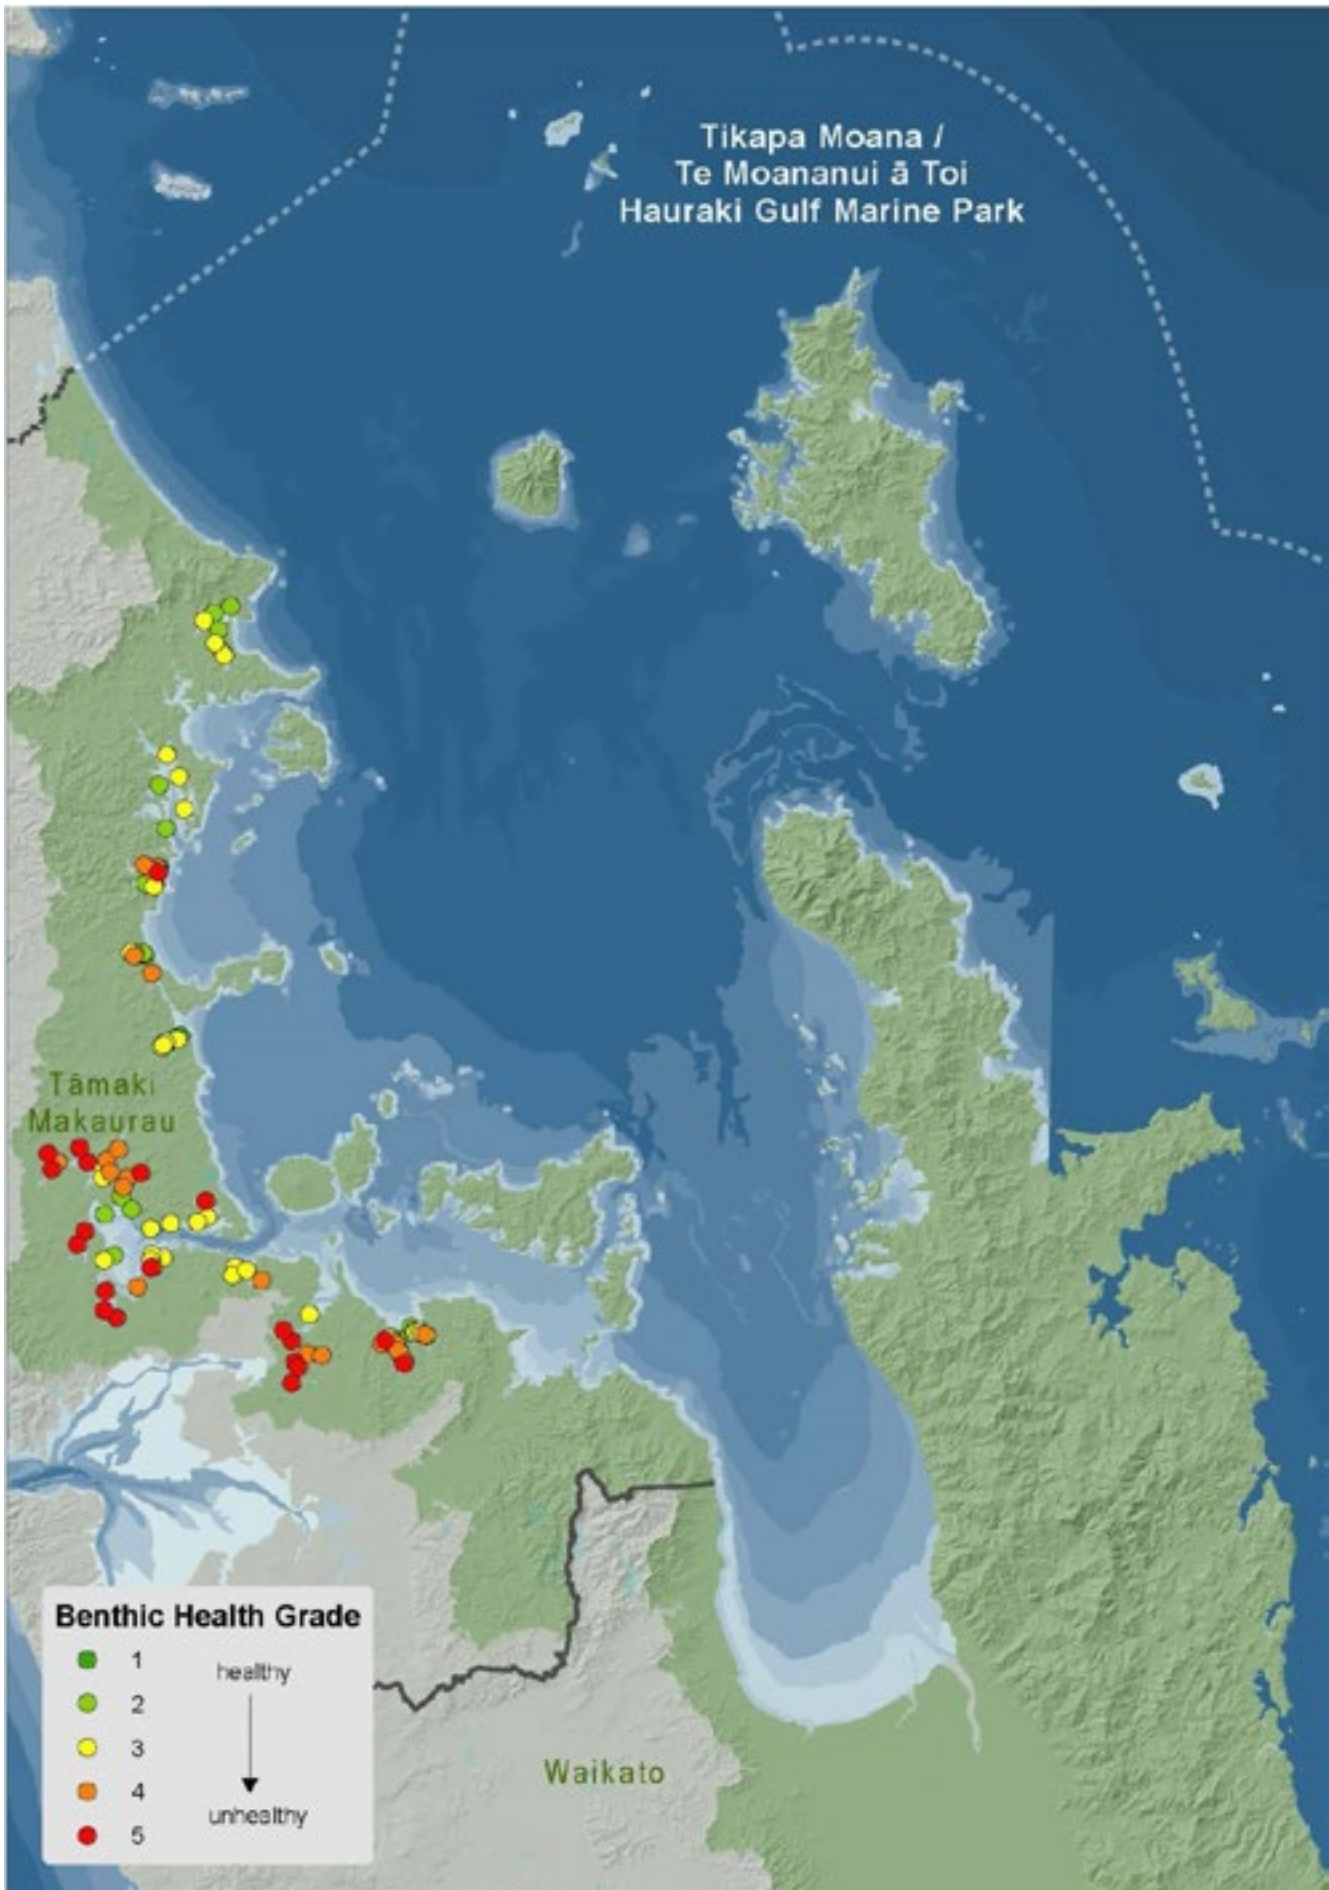 Tikapa Moana /
Te Moananui ā Toi
Hauraki Gulf Marine Park
Tāmaki
Makaurau
Benthic Health Grade
1
healthy
2
3
4
unhealthy
5
Waikato